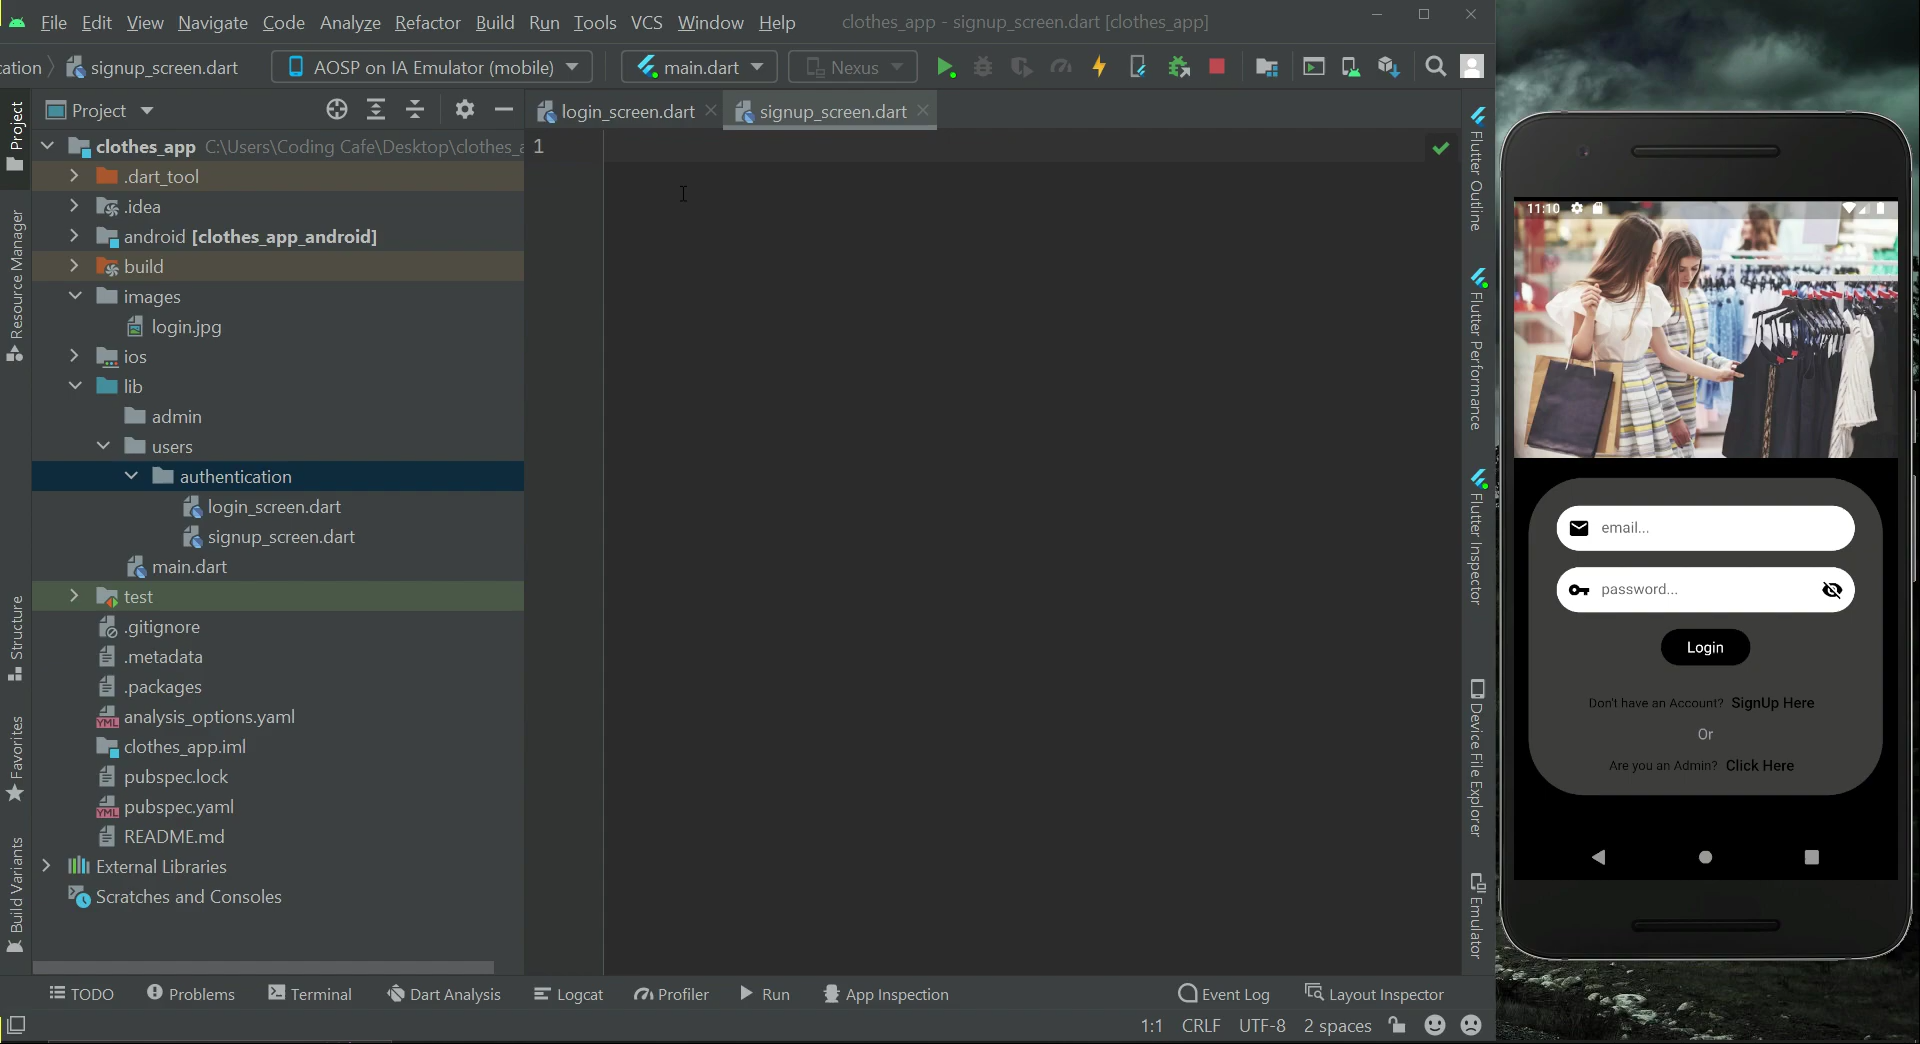 File Edit View Navigate Code Analyze Refactor Build Run Tools VCS Window Help clothes_app - signup_screen.dart [clothes_app]
cation signup_screen.dart AOSP on IA Emulator (mobile) main.dart Nexus
Project
login_screen.dart
signup_screen.dart
Project
Resource Manager
Structure
Favorites
Build Variants
clothes_app C:\Users\Coding Cafe\Desktop\clothes_a
.dart_tool
.idea
android [clothes_app_android]
build
images
login.jpg
ios
lib
admin
users
authentication
login_screen.dart
signup_screen.dart
main.dart
test
.gitignore
.metadata
.packages
analysis_options.yaml
clothes_app.iml
pubspec.lock
pubspec.yaml
README.md
External Libraries
Scratches and Consoles
1
Flutter Outline
Flutter Performance
Flutter Inspector
Device File Explorer
Emulator
TODO Problems Terminal Dart Analysis Logcat Profiler Run App Inspection Event Log Layout Inspector
1:1 CRLF UTF-8 2 spaces
11:10
email...
password...
Login
Don't have an Account? SignUp Here
Or
Are you an Admin? Click Here